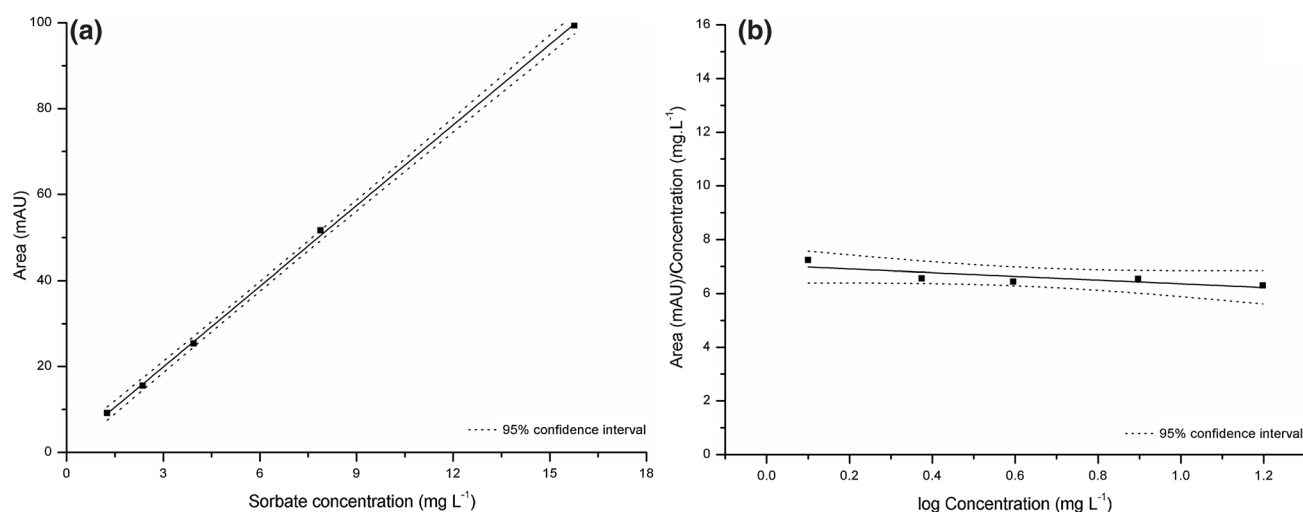 (a)
100
80
60
40
20
0
Area (mAU)
95% confidence interval
0 3 6 9 12 15 18
Sorbate concentration (mg L⁻¹)
(b)
16
14
12
10
8
6
4
2
0
Area (mAU)/Concentration (mg.L⁻¹)
95% confidence interval
0.0 0.2 0.4 0.6 0.8 1.0 1.2
log Concentration (mg L⁻¹)